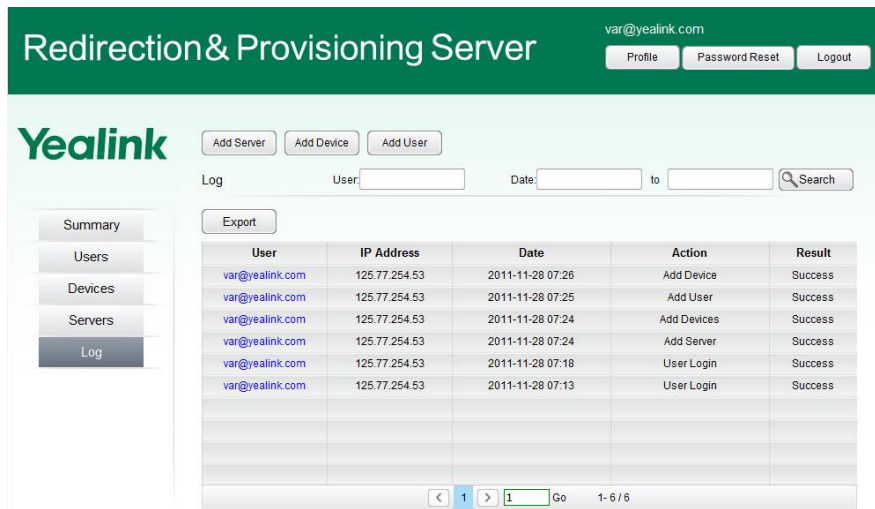 var@yealink.com
Redirection& Provisioning Server
Profile Password Reset Logout
Yealink
Add Server Add Device Add User
Log User: Date: to Search
Export
Summary
Users
Devices
Servers
Log
User IP Address Date Action Result
var@yealink.com 125.77.254.53 2011-11-28 07:26 Add Device Success
var@yealink.com 125.77.254.53 2011-11-28 07:25 Add User Success
var@yealink.com 125.77.254.53 2011-11-28 07:24 Add Devices Success
var@yealink.com 125.77.254.53 2011-11-28 07:24 Add Server Success
var@yealink.com 125.77.254.53 2011-11-28 07:18 User Login Success
var@yealink.com 125.77.254.53 2011-11-28 07:13 User Login Success
< 1 > 1 Go 1- 6 / 6